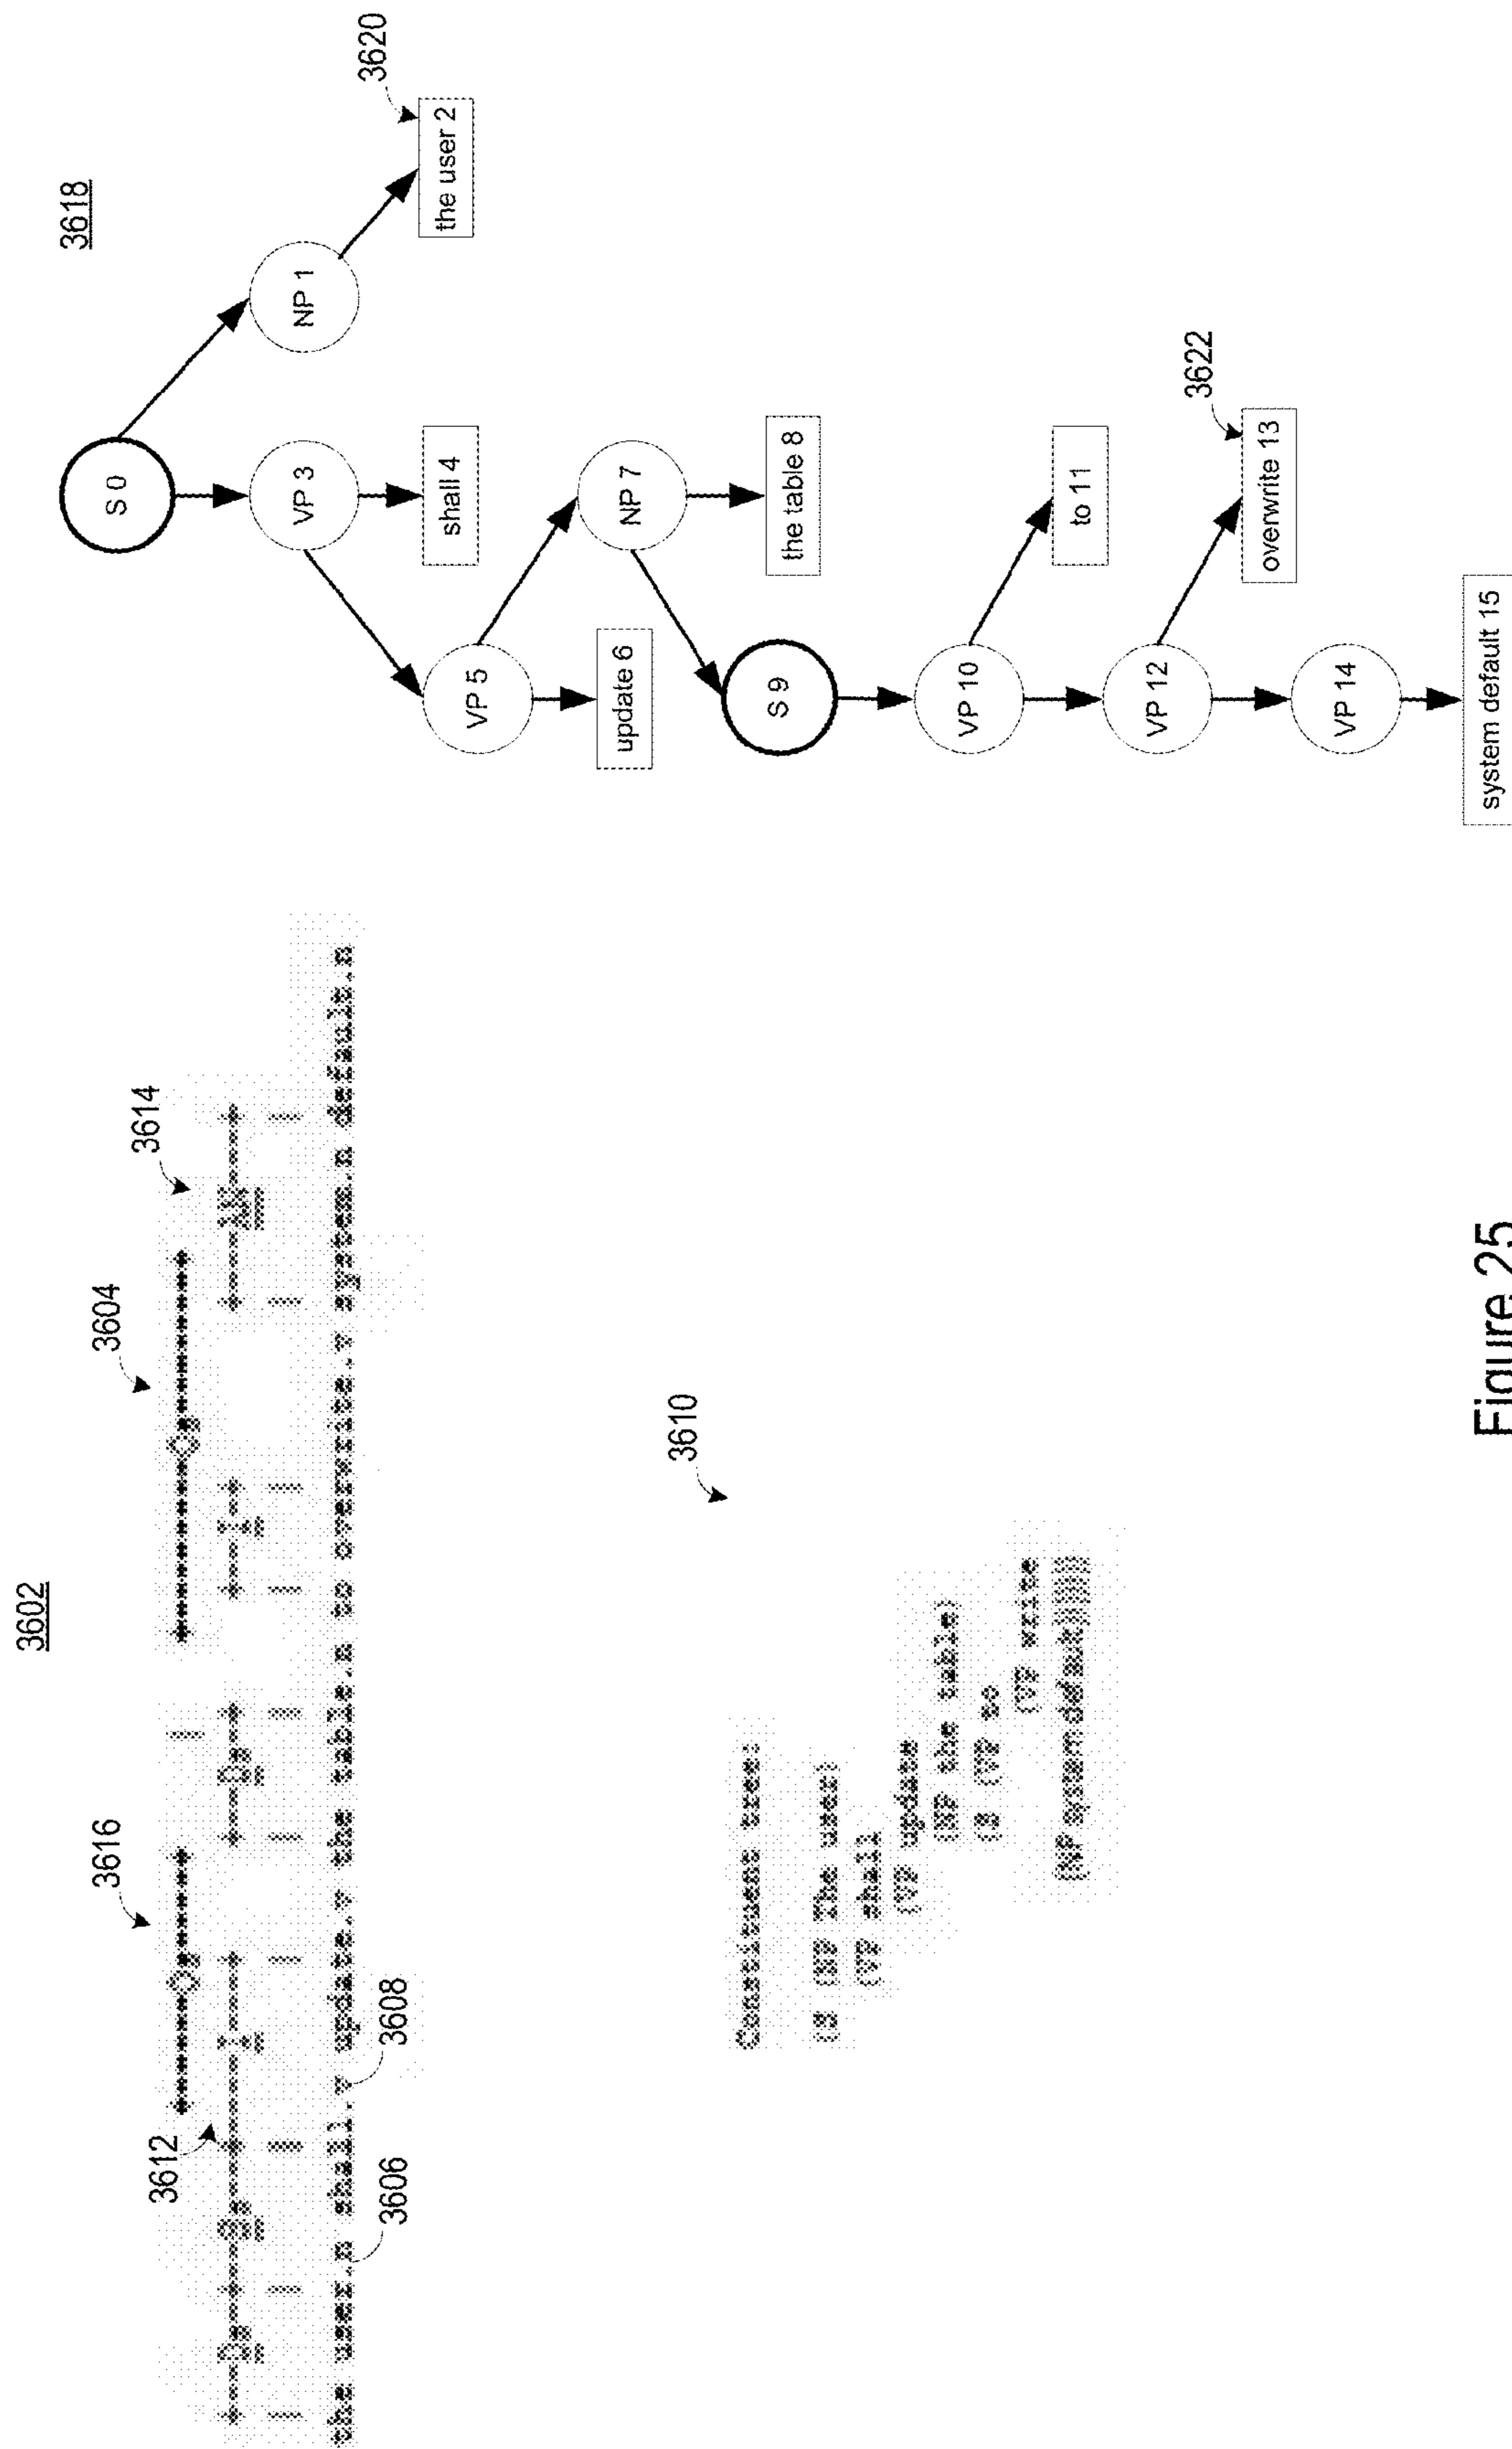 3602
3616
3604
3614
3612
the user.n shall.v update.v the table.n to overwrite.v system.n default.n
3606
3608
3610
Constituent tree:
(S (NP The user)
(VP shall
(VP update
(NP the table)
(S (VP to
(VP write
(NP system default
3618
S 0
NP 1
the user 2
3620
VP 3
shall 4
VP 5
update 6
NP 7
the table 8
S 9
VP 10
to 11
VP 12
overwrite 13
3622
VP 14
system default 15
Figure 25